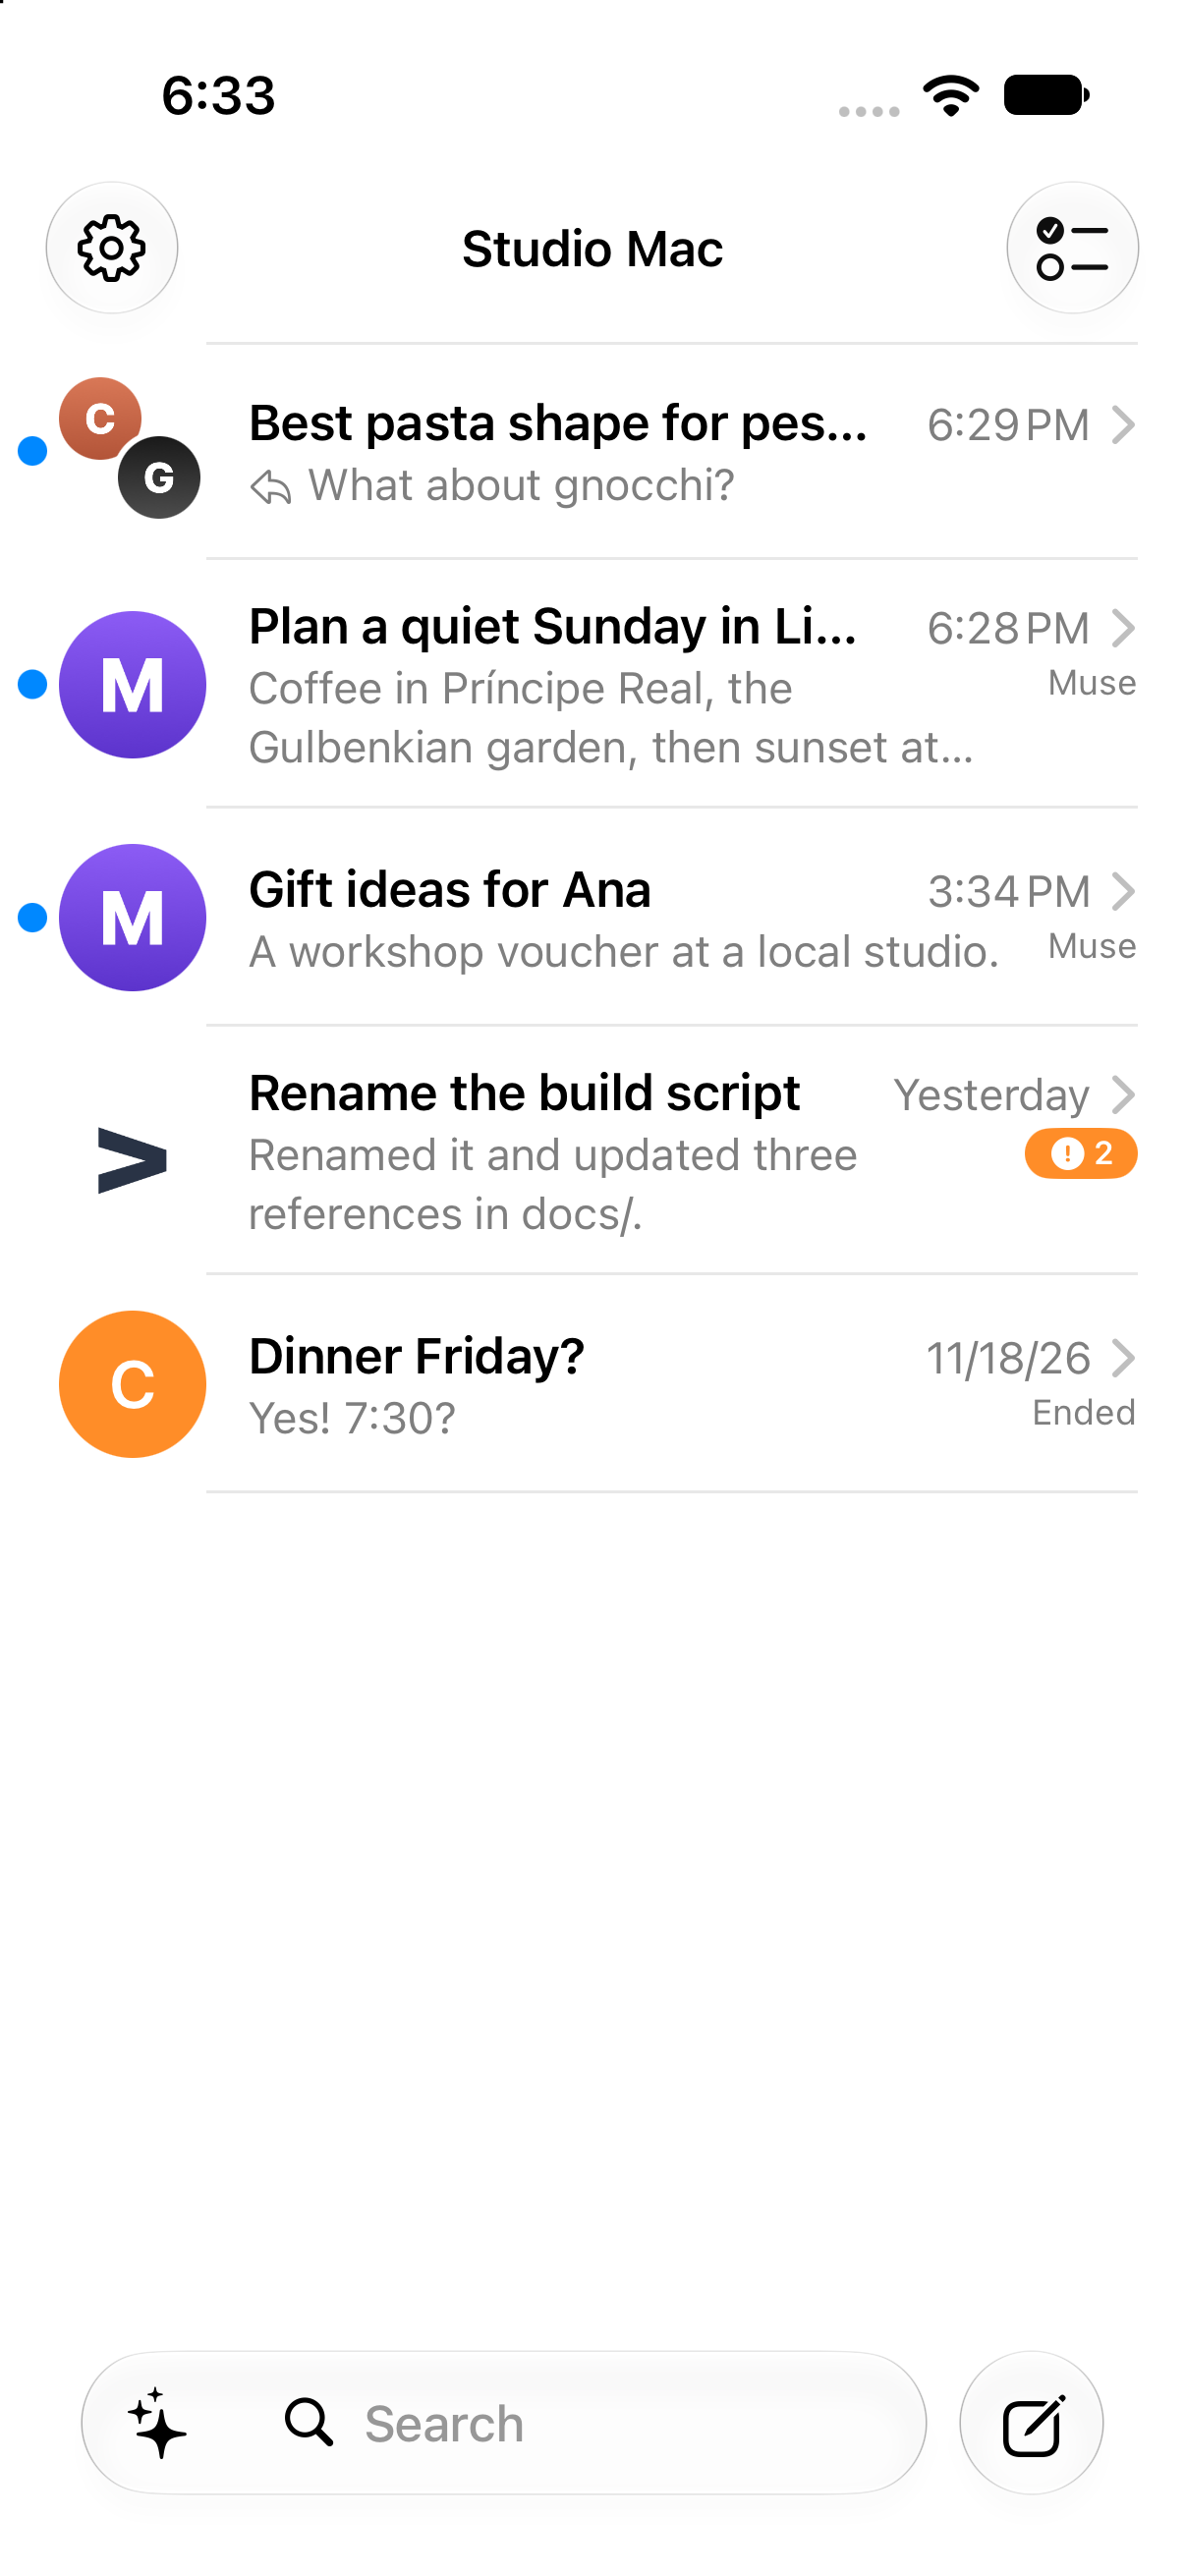 6:33
Studio Mac
C
G
Best pasta shape for pes... 6:29 PM
What about gnocchi?
M
Plan a quiet Sunday in Li... 6:28 PM
Coffee in Príncipe Real, the Muse
Gulbenkian garden, then sunset at...
M
Gift ideas for Ana 3:34 PM
A workshop voucher at a local studio. Muse
>
Rename the build script Yesterday
Renamed it and updated three ! 2
references in docs/.
C
Dinner Friday? 11/18/26
Yes! 7:30? Ended
Search